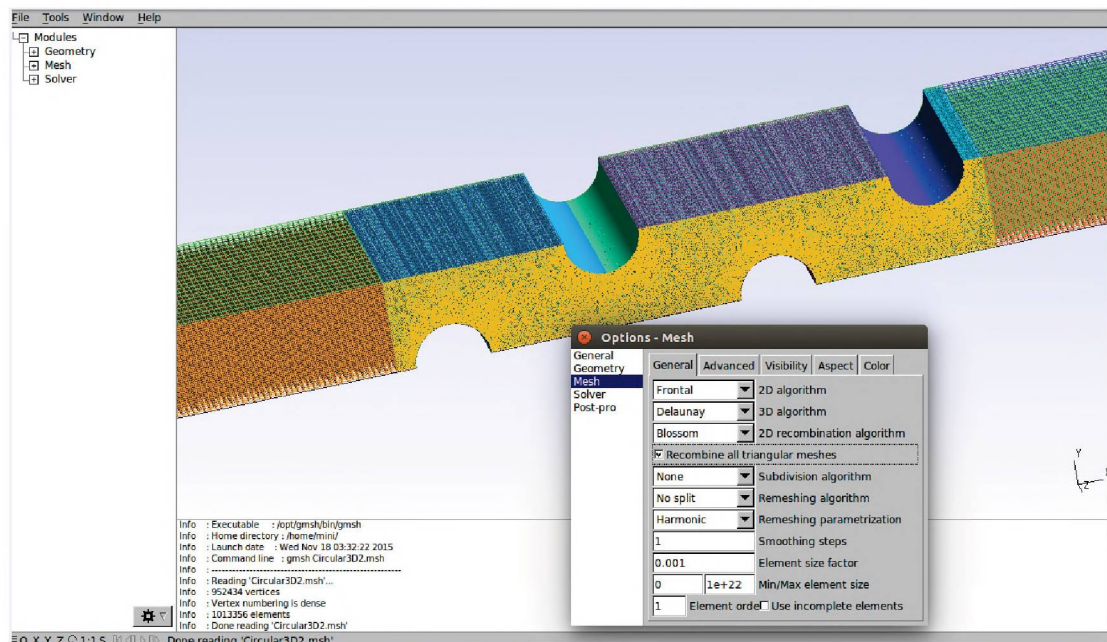 File Tools Window Help
Modules
Geometry
Mesh
Solver
Options - Mesh
General
Geometry
Mesh
Solver
Post-pro
General Advanced Visibility Aspect Color
Frontal 2D algorithm
Delaunay 3D algorithm
Blossom 2D recombination algorithm
Recombine all triangular meshes
None Subdivision algorithm
No split Remeshing algorithm
Harmonic Remeshing parametrization
1 Smoothing steps
0.001 Element size factor
0 1e+22 Min/Max element size
1 Element orde Use incomplete elements
Y
Z
Info : Executable : /opt/gmsh/bin/gmsh
Info : Home directory : /home/mini/
Info : Launch date : Wed Nov 18 03:32:22 2015
Info : Command line : gmsh Circular3D2.msh
Info : -------------------------------------------------------
Info : Reading 'Circular3D2.msh'...
Info : 952434 vertices
Info : Vertex numbering is dense
Info : 1013356 elements
Info : Done reading 'Circular3D2.msh'
X Y Z 1:1 S Done reading 'Circular3D2.msh'